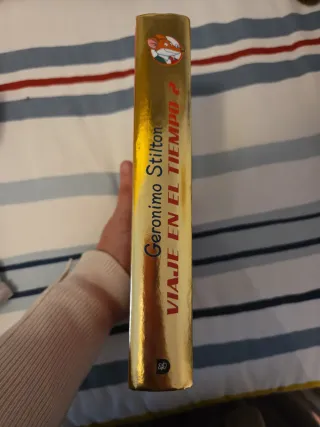 Geronimo Stilton
VIAJE EN EL TIEMPO 2